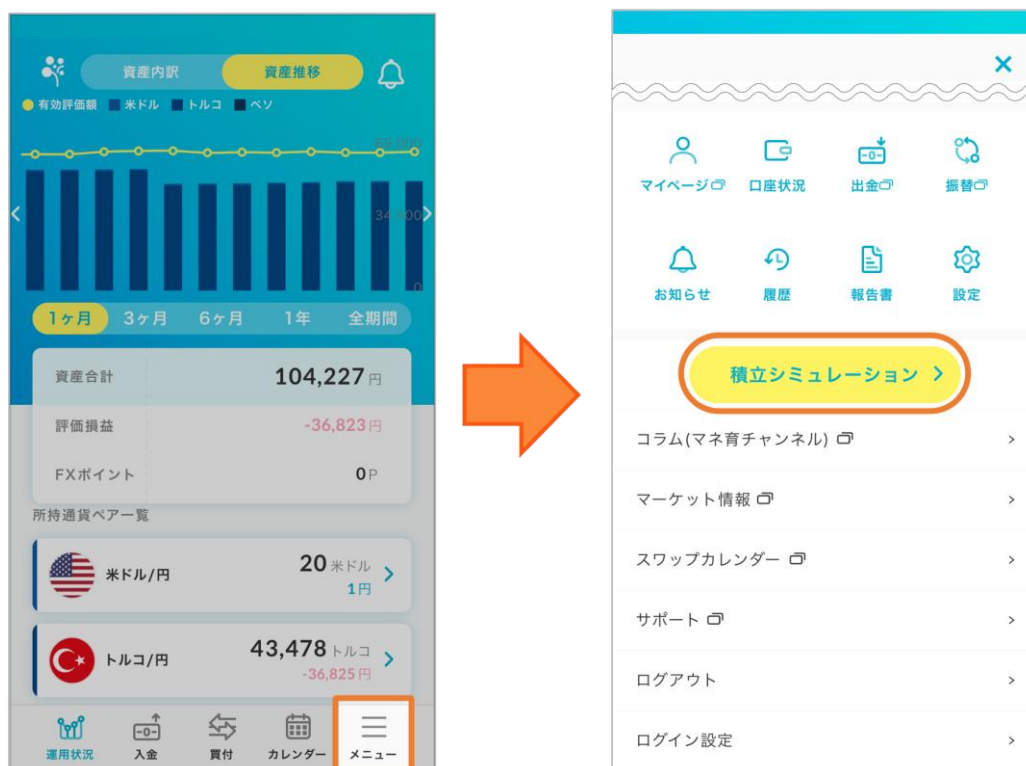 資産内訳
資産推移
有効評価額 米ドル トルコ ペソ
34,000
0
1ヶ月 3ヶ月 6ヶ月 1年 全期間
資産合計 104,227円
評価損益 -36,823円
FXポイント 0P
所持通貨ペア一覧
米ドル/円 20米ドル
1円
トルコ/円 43,478トルコ
-36,825円
運用状況 入金 買付 カレンダー メニュー
マイページ 口座状況 出金 振替
お知らせ 履歴 報告書 設定
積立シミュレーション
コラム(マネ育チャンネル)
マーケット情報
スワップカレンダー
サポート
ログアウト
ログイン設定